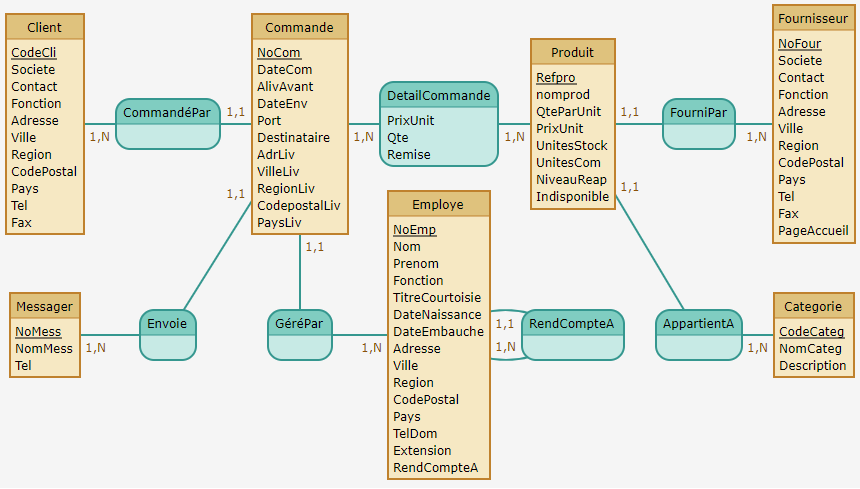 Client
CodeCli
Societe
Contact
Fonction
Adresse
Ville
Region
CodePostal
Pays
Tel
Fax
1,N
CommandéPar
1,1
Commande
NoCom
DateCom
AlivAvant
DateEnv
Port
Destinataire
AdrLiv
VilleLiv
RegionLiv
CodepostalLiv
PaysLiv
1,N
DetailCommande
PrixUnit
Qte
Remise
1,N
Produit
Refpro
nomprod
QteParUnit
PrixUnit
UnitesStock
UnitesCom
NiveauReap
Indisponible
1,1
FourniPar
1,N
Fournisseur
NoFour
Societe
Contact
Fonction
Adresse
Ville
Region
CodePostal
Pays
Tel
Fax
PageAccueil
1,1
1,1
1,1
Messager
NoMess
NomMess
Tel
1,N
Envoie
GéréPar
1,N
Employe
NoEmp
Nom
Prenom
Fonction
TitreCourtoisie
DateNaissance
DateEmbauche
Adresse
Ville
Region
CodePostal
Pays
TelDom
Extension
RendCompteA
1,1
1,N
RendCompteA
AppartientA
1,N
Categorie
CodeCateg
NomCateg
Description